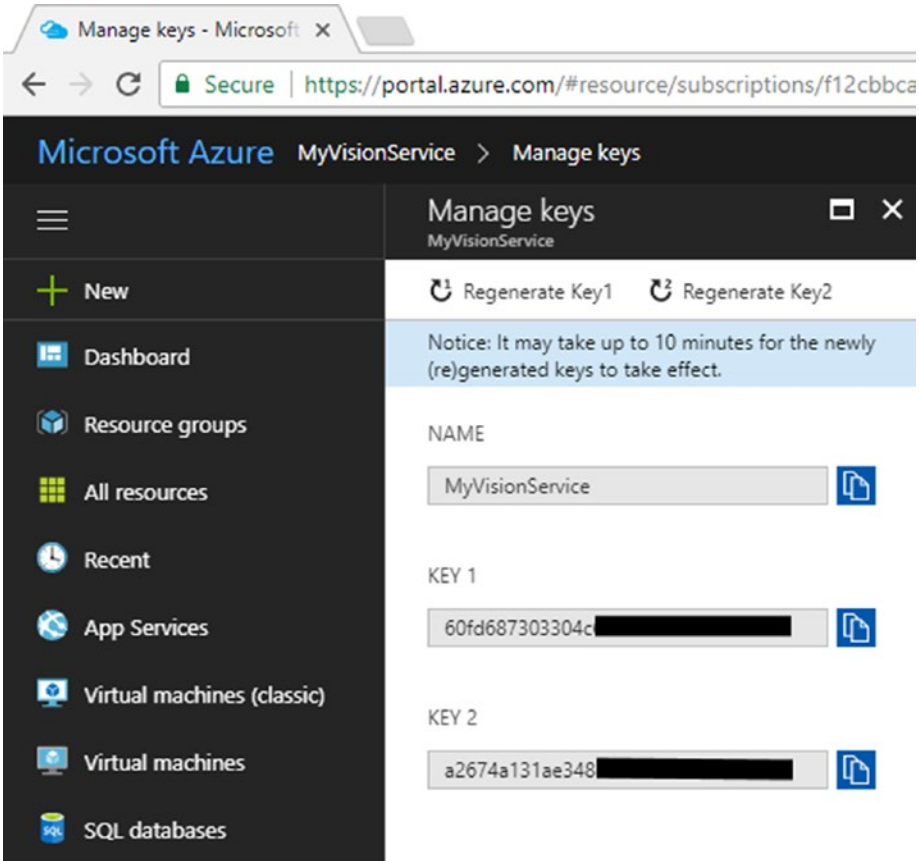 Manage keys - Microsoft
Secure | https://portal.azure.com/#resource/subscriptions/f12cbbca
Microsoft Azure MyVisionService > Manage keys
Manage keys
MyVisionService
New
Regenerate Key1 Regenerate Key2
Notice: It may take up to 10 minutes for the newly
(re)generated keys to take effect.
Dashboard
Resource groups
All resources
Recent
App Services
Virtual machines (classic)
Virtual machines
SQL databases
NAME
MyVisionService
KEY 1
60fd687303304c
KEY 2
a2674a131ae348